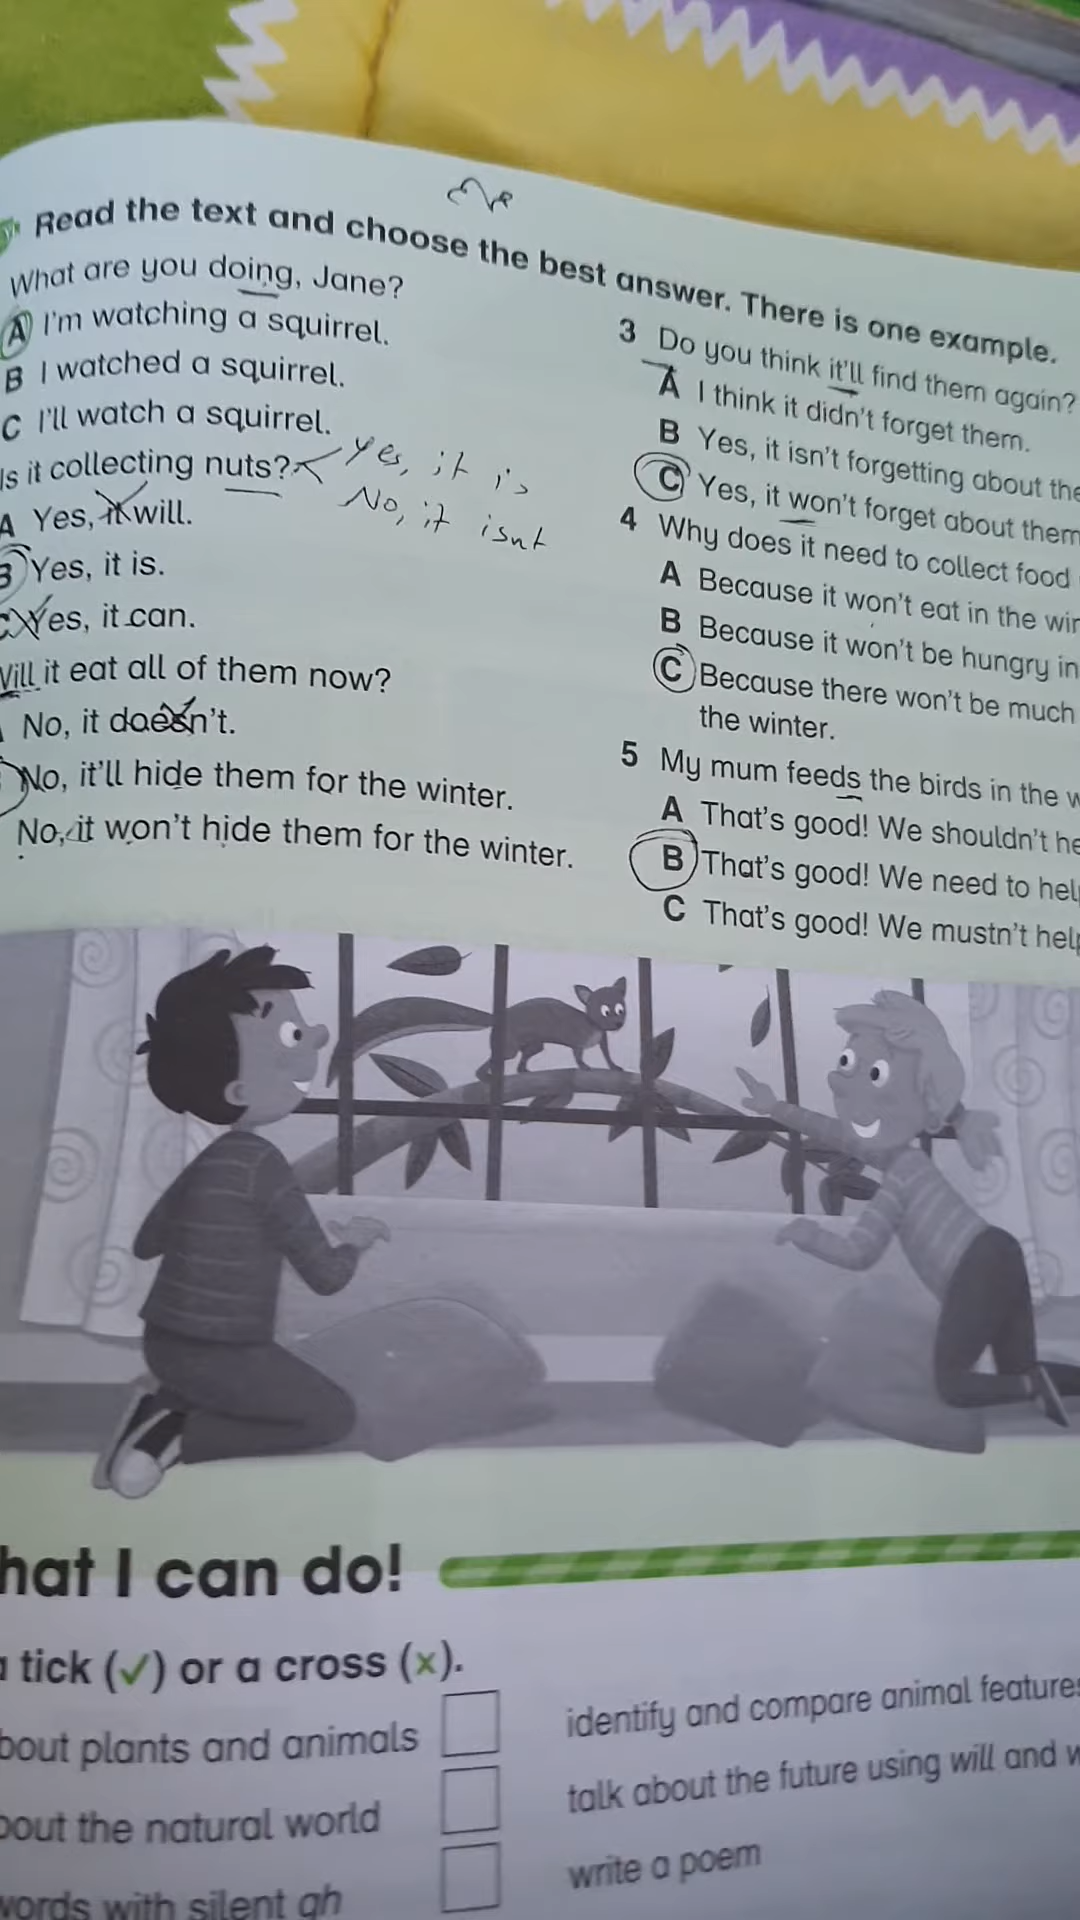 Read the text and choose the best answer. There is one example.
What are you doing, Jane?
A I'm watching a squirrel.
B I watched a squirrel.
C I'll watch a squirrel.
Is it collecting nuts?
Yes, it is
No, it isnt
A Yes, it will.
B Yes, it is.
C Yes, it can.
Will it eat all of them now?
No, it doesn't.
No, it'll hide them for the winter.
No, it won't hide them for the winter.
3 Do you think it'll find them again?
A I think it didn't forget them.
B Yes, it isn't forgetting about
C Yes, it won't forget about them
4 Why does it need to collect food
A Because it won't eat in the
B Because it won't be hungry in
C Because there won't be much
the winter.
5 My mum feeds the birds in the
A That's good! We shouldn't
B That's good! We need to
C That's good! We mustn't
hat I can do!
tick (✓) or a cross (x).
bout plants and animals
bout the natural world
words with silent gh
identify and compare animal features
talk about the future using will and
write a poem